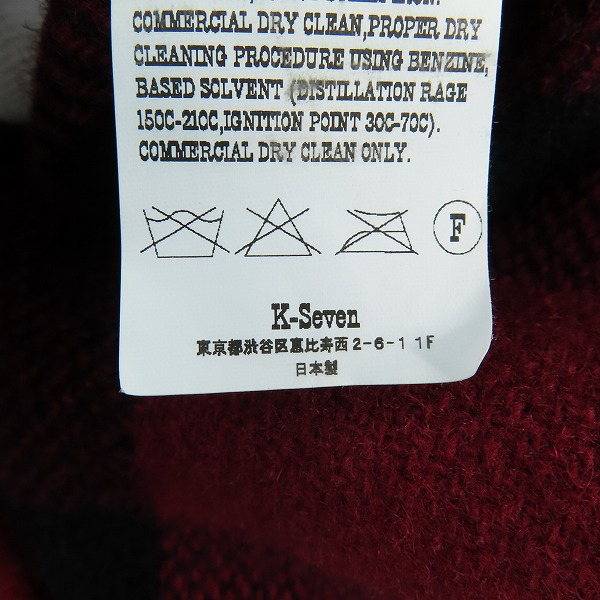 COMMERCIAL DRY CLEAN,PROPER DRY
CLEANING PROCEDURE USING BENZINE,
BASED SOLVENT (DISTILLATION RAGE
150C-210C,IGNITION POINT 30C-70C).
COMMERCIAL DRY CLEAN ONLY.
F
K-Seven
東京都渋谷区恵比寿西2-6-11F
日本製